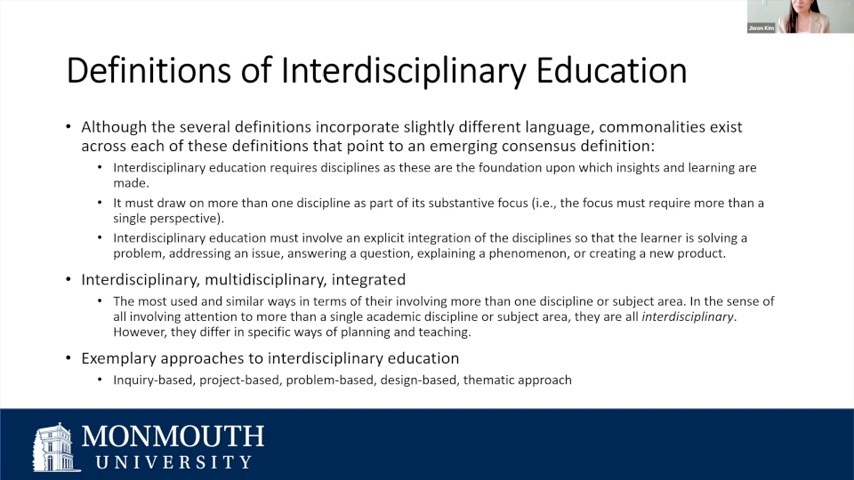 Jiwon Kim
Definitions of Interdisciplinary Education
• Although the several definitions incorporate slightly different language, commonalities exist
across each of these definitions that point to an emerging consensus definition:
• Interdisciplinary education requires disciplines as these are the foundation upon which insights and learning are
made.
• It must draw on more than one discipline as part of its substantive focus (i.e., the focus must require more than a
single perspective).
• Interdisciplinary education must involve an explicit integration of the disciplines so that the learner is solving a
problem, addressing an issue, answering a question, explaining a phenomenon, or creating a new product.
• Interdisciplinary, multidisciplinary, integrated
• The most used and similar ways in terms of their involving more than one discipline or subject area. In the sense of
all involving attention to more than a single academic discipline or subject area, they are all interdisciplinary.
However, they differ in specific ways of planning and teaching.
• Exemplary approaches to interdisciplinary education
• Inquiry-based, project-based, problem-based, design-based, thematic approach
MONMOUTH
UNIVERSITY